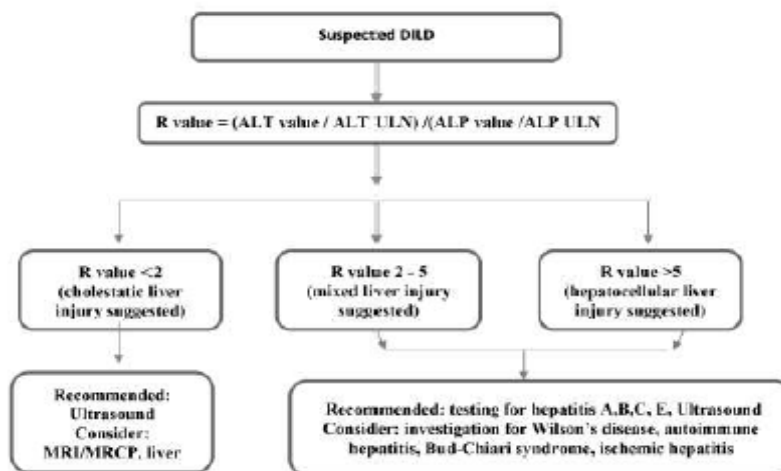 Suspected DILD
R value = (ALT value / ALT ULN) /(ALP value /ALP ULN
R value <2
(cholestatic liver
injury suggested)
R value 2 - 5
(mixed liver injury
suggested)
R value >5
(hepatocellular liver
injury suggested)
Recommended:
Ultrasound
Consider:
MRI/MRCP, liver
Recommended: testing for hepatitis A,B,C, E, Ultrasound
Consider: investigation for Wilson's disease, autoimmune
hepatitis, Bud-Chiari syndrome, ischemic hepatitis